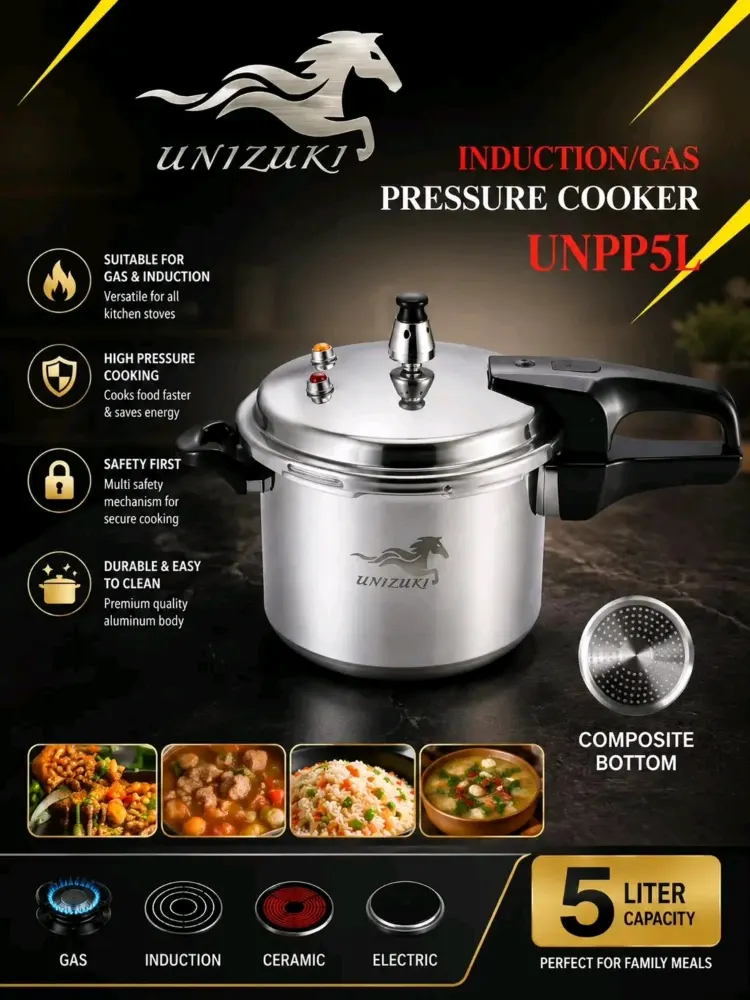 UNIZUKI
INDUCTION/GAS
PRESSURE COOKER
UNPP5L
SUITABLE FOR
GAS & INDUCTION
Versatile for all
kitchen stoves
HIGH PRESSURE
COOKING
Cooks food faster
& saves energy
SAFETY FIRST
Multi safety
mechanism for
secure cooking
DURABLE & EASY
TO CLEAN
Premium quality
aluminum body
UNIZUKI
COMPOSITE
BOTTOM
GAS
INDUCTION
CERAMIC
ELECTRIC
5
LITER
CAPACITY
PERFECT FOR FAMILY MEALS